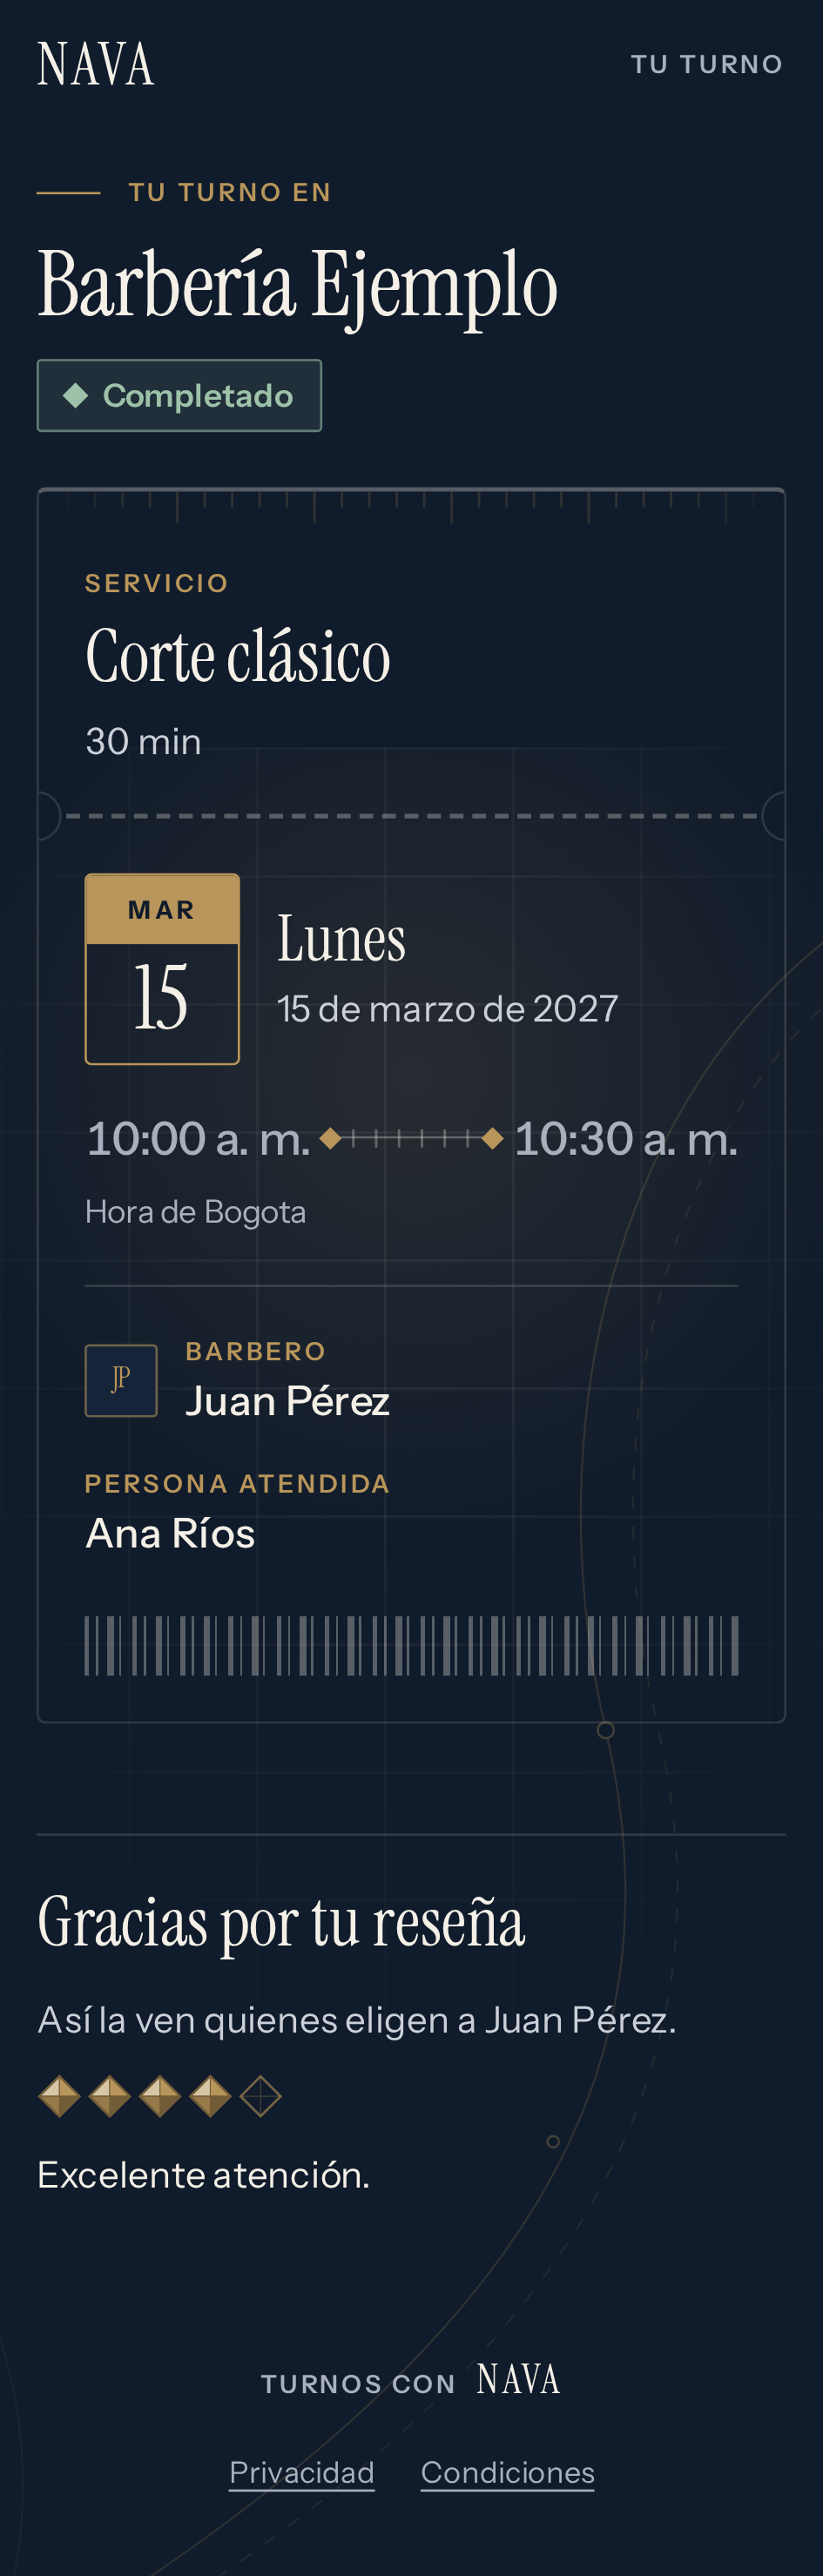 NAVA
TU TURNO
TU TURNO EN
Barbería Ejemplo
Completado
SERVICIO
Corte clásico
30 min
MAR
15
Lunes
15 de marzo de 2027
10:00 a. m. 10:30 a. m.
Hora de Bogota
JP
BARBERO
Juan Pérez
PERSONA ATENDIDA
Ana Ríos
Gracias por tu reseña
Así la ven quienes eligen a Juan Pérez.
Excelente atención.
TURNOS CON NAVA
Privacidad Condiciones